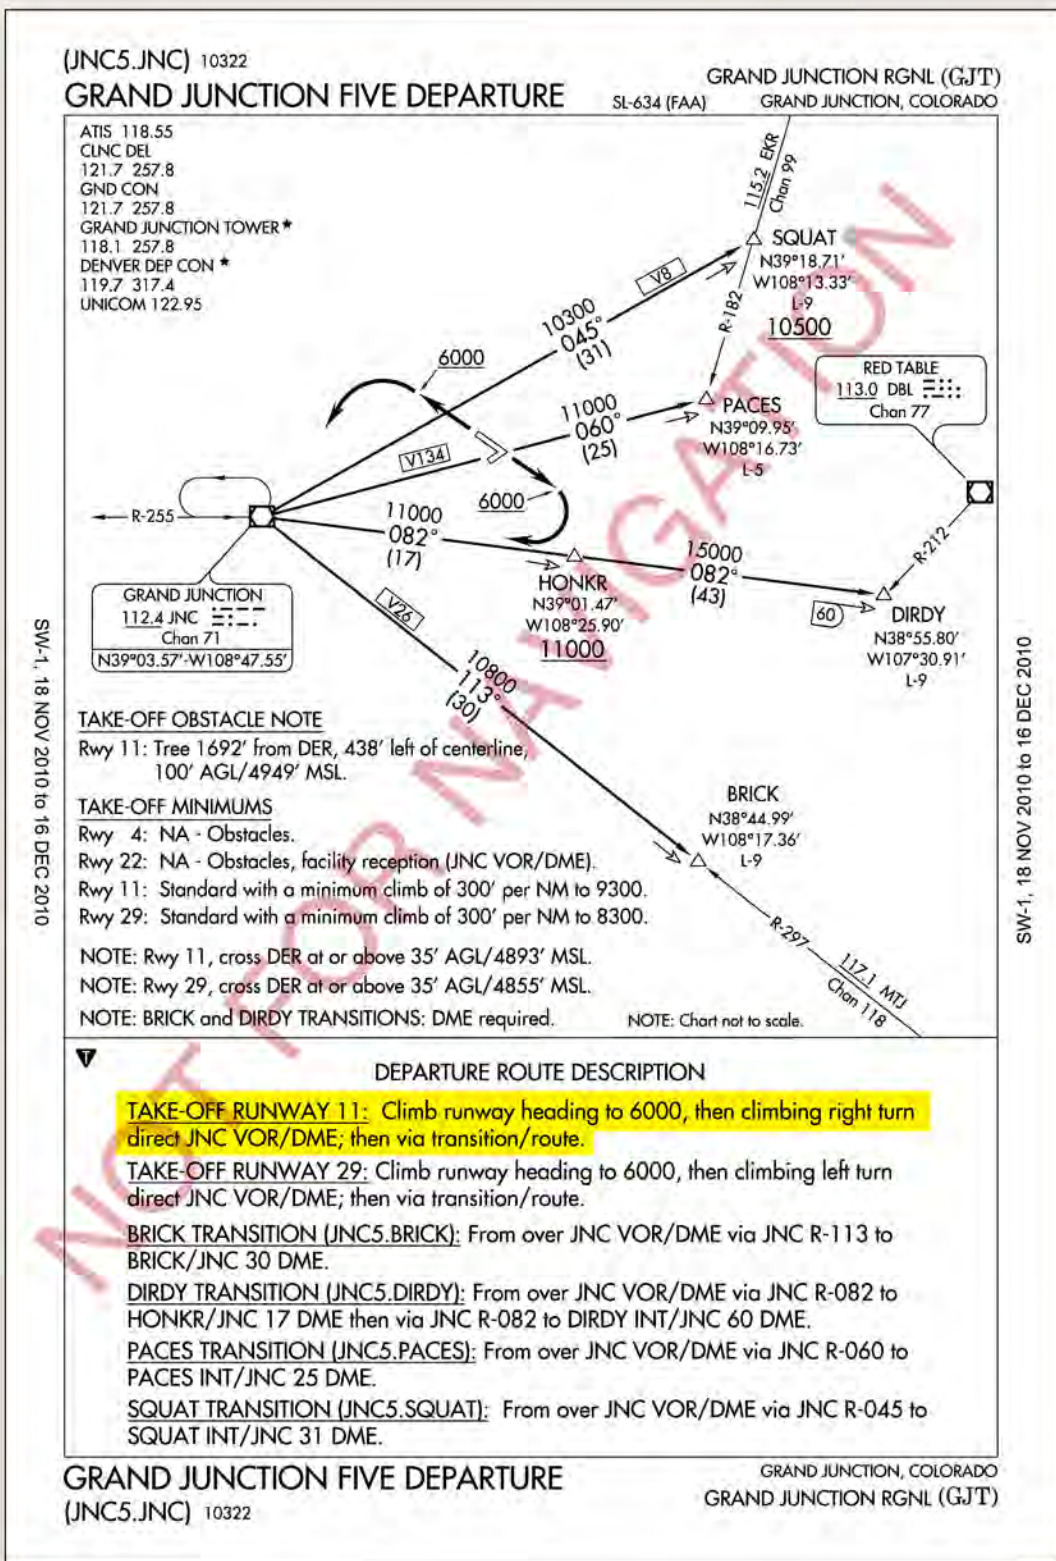 (JNC5.JNC) 10322
GRAND JUNCTION FIVE DEPARTURE
SL-634 (FAA)
GRAND JUNCTION RGNL (GJT)
GRAND JUNCTION, COLORADO
ATIS 118.55
CLNC DEL
121.7 257.8
GND CON
121.7 257.8
GRAND JUNCTION TOWER★
118.1 257.8
DENVER DEP CON ★
119.7 317.4
UNICOM 122.95
115.2 EKR
Chan 99
SQUAT
N39°18.71'
W108°13.33'
L-9
10500
V8
10300
045°
(31)
R-182
6000
RED TABLE
113.0 DBL
Chan 77
11000
060°
(25)
PACES
N39°09.95'
W108°16.73'
L-5
V134
6000
R-255
11000
082°
(17)
15000
082°
(43)
R-212
HONKR
N39°01.47'
W108°25.90'
11000
60
DIRDY
N38°55.80'
W107°30.91'
L-9
GRAND JUNCTION
112.4 JNC
Chan 71
N39°03.57'-W108°47.55'
V26
10800
113°
(30)
TAKE-OFF OBSTACLE NOTE
Rwy 11: Tree 1692' from DER, 438' left of centerline,
100' AGL/4949' MSL.
BRICK
N38°44.99'
W108°17.36'
L-9
TAKE-OFF MINIMUMS
Rwy 4: NA - Obstacles.
Rwy 22: NA - Obstacles, facility reception (JNC VOR/DME).
Rwy 11: Standard with a minimum climb of 300' per NM to 9300.
Rwy 29: Standard with a minimum climb of 300' per NM to 8300.
R-297
117.1 MTJ
Chan 118
NOTE: Rwy 11, cross DER at or above 35' AGL/4893' MSL.
NOTE: Rwy 29, cross DER at or above 35' AGL/4855' MSL.
NOTE: BRICK and DIRDY TRANSITIONS: DME required.
NOTE: Chart not to scale.
SW-1, 18 NOV 2010 to 16 DEC 2010
SW-1, 18 NOV 2010 to 16 DEC 2010
NOT FOR NAVIGATION
T
DEPARTURE ROUTE DESCRIPTION
TAKE-OFF RUNWAY 11: Climb runway heading to 6000, then climbing right turn
direct JNC VOR/DME; then via transition/route.
TAKE-OFF RUNWAY 29: Climb runway heading to 6000, then climbing left turn
direct JNC VOR/DME; then via transition/route.
BRICK TRANSITION (JNC5.BRICK): From over JNC VOR/DME via JNC R-113 to
BRICK/JNC 30 DME.
DIRDY TRANSITION (JNC5.DIRDY): From over JNC VOR/DME via JNC R-082 to
HONKR/JNC 17 DME then via JNC R-082 to DIRDY INT/JNC 60 DME.
PACES TRANSITION (JNC5.PACES): From over JNC VOR/DME via JNC R-060 to
PACES INT/JNC 25 DME.
SQUAT TRANSITION (JNC5.SQUAT): From over JNC VOR/DME via JNC R-045 to
SQUAT INT/JNC 31 DME.
GRAND JUNCTION FIVE DEPARTURE
(JNC5.JNC) 10322
GRAND JUNCTION, COLORADO
GRAND JUNCTION RGNL (GJT)